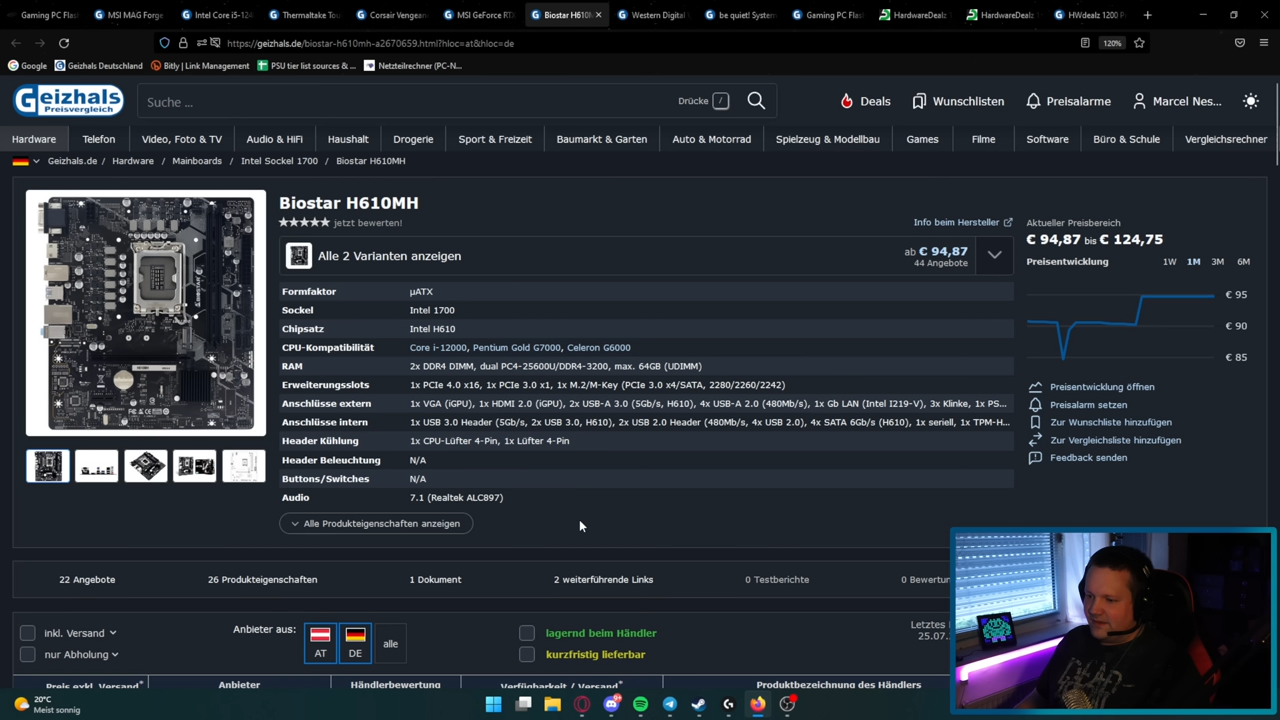 Gaming PC Flas
MSI MAG Forge
Intel Core i5-124
Thermaltake Tou
Corsair Vengean
MSI GeForce RTX
Biostar H610M
Western Digital
be quiet! System
Gaming PC Flas
HardwareDealz
HardwareDealz
HWdealz 1200 P
https://geizhals.de/biostar-h610mh-a2670659.html?hloc=at&hloc=de
120%
Google
Geizhals Deutschland
Bitly | Link Management
PSU tier list sources & ...
Netzteilrechner (PC-N...
Geizhals
Preisvergleich
Suche ...
Drücke /
Deals
Wunschlisten
Preisalarme
Marcel Nes...
Hardware
Telefon
Video, Foto & TV
Audio & HiFi
Haushalt
Drogerie
Sport & Freizeit
Baumarkt & Garten
Auto & Motorrad
Spielzeug & Modellbau
Games
Filme
Software
Büro & Schule
Vergleichsrechner
Geizhals.de / Hardware / Mainboards / Intel Sockel 1700 / Biostar H610MH
Biostar H610MH
jetzt bewerten!
Info beim Hersteller
Alle 2 Varianten anzeigen
ab € 94,87
44 Angebote
Formfaktor µATX
Sockel Intel 1700
Chipsatz Intel H610
CPU-Kompatibilität Core i-12000, Pentium Gold G7000, Celeron G6000
RAM 2x DDR4 DIMM, dual PC4-25600U/DDR4-3200, max. 64GB (UDIMM)
Erweiterungsslots 1x PCIe 4.0 x16, 1x PCIe 3.0 x1, 1x M.2/M-Key (PCIe 3.0 x4/SATA, 2280/2260/2242)
Anschlüsse extern 1x VGA (iGPU), 1x HDMI 2.0 (iGPU), 2x USB-A 3.0 (5Gb/s, H610), 4x USB-A 2.0 (480Mb/s), 1x Gb LAN (Intel I219-V), 3x Klinke, 1x PS...
Anschlüsse intern 1x USB 3.0 Header (5Gb/s, 2x USB 3.0, H610), 2x USB 2.0 Header (480Mb/s, 4x USB 2.0), 4x SATA 6Gb/s (H610), 1x seriell, 1x TPM-H...
Header Kühlung 1x CPU-Lüfter 4-Pin, 1x Lüfter 4-Pin
Header Beleuchtung N/A
Buttons/Switches N/A
Audio 7.1 (Realtek ALC897)
Alle Produkteigenschaften anzeigen
Aktueller Preisbereich
€ 94,87 bis € 124,75
Preisentwicklung 1W 1M 3M 6M
€ 95
€ 90
€ 85
Preisentwicklung öffnen
Preisalarm setzen
Zur Wunschliste hinzufügen
Zur Vergleichsliste hinzufügen
Feedback senden
22 Angebote
26 Produkteigenschaften
1 Dokument
2 weiterführende Links
0 Testberichte
0 Bewertun
inkl. Versand
nur Abholung
Anbieter aus:
AT
DE
alle
lagernd beim Händler
kurzfristig lieferbar
Letztes
25.07.
Preis exkl. Versand*
Anbieter
Händlerbewertung
Verfügbarkeit / Versand*
Produktbezeichnung des Händlers
20°C
Meist sonnig